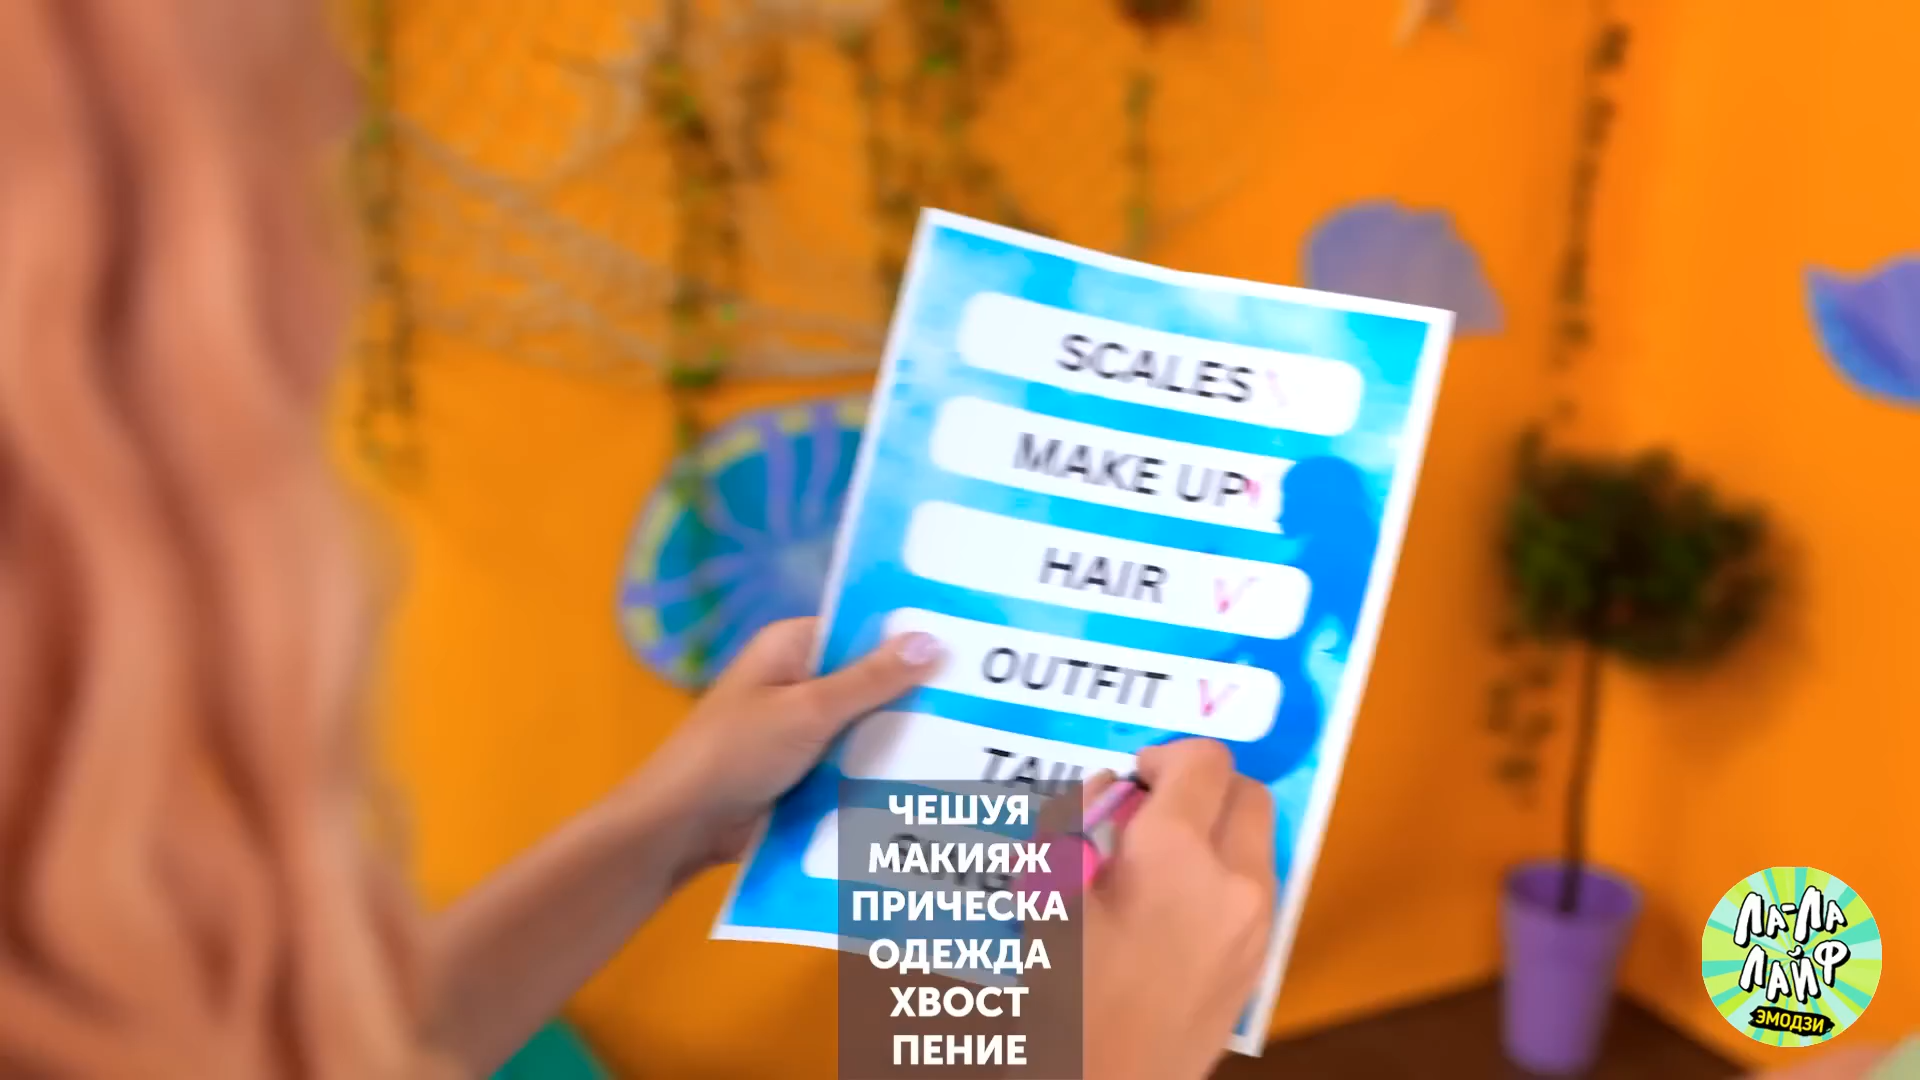 SCALES
MAKE UP
HAIR
OUTFIT
ЧЕШУЯ
МАКИЯЖ
ПРИЧЕСКА
ОДЕЖДА
ХВОСТ
ПЕНИЕ
ЛА-ЛА
ЛАЙФ
ЭМОДЗИ